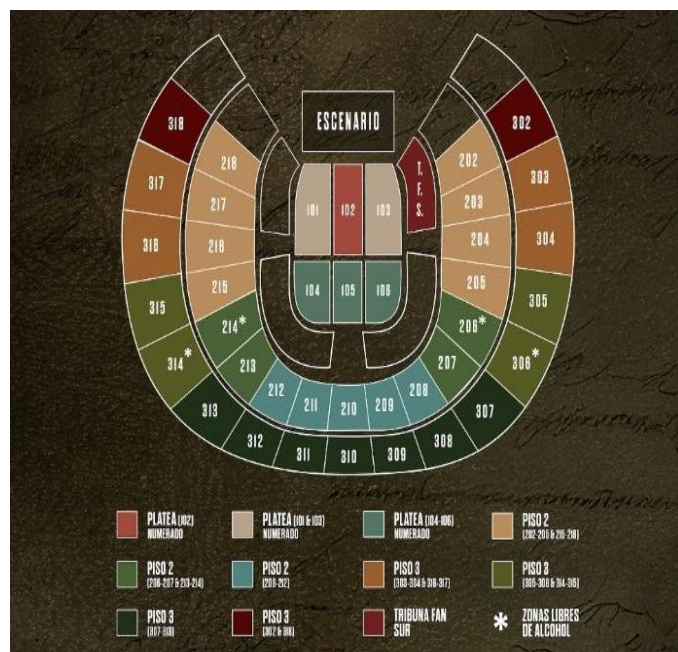 ESCENARIO
318
302
218
202
T.
F.
S.
317
303
217
203
101
102
103
316
304
216
204
215
205
104
105
106
315
305
214*
206*
314*
306*
213
207
212
208
211
210
209
313
307
312
308
311
310
309
PLATEA (102)
NUMERADO
PLATEA (101 & 103)
NUMERADO
PLATEA (104-106)
NUMERADO
PISO 2
(202-205 & 215-218)
PISO 2
(206-207 & 213-214)
PISO 2
(208-212)
PISO 3
(303-304 & 316-317)
PISO 3
(305-306 & 314-315)
PISO 3
(307-313)
PISO 3
(302 & 318)
TRIBUNA FAN
SUR
* ZONAS LIBRES
DE ALCOHOL